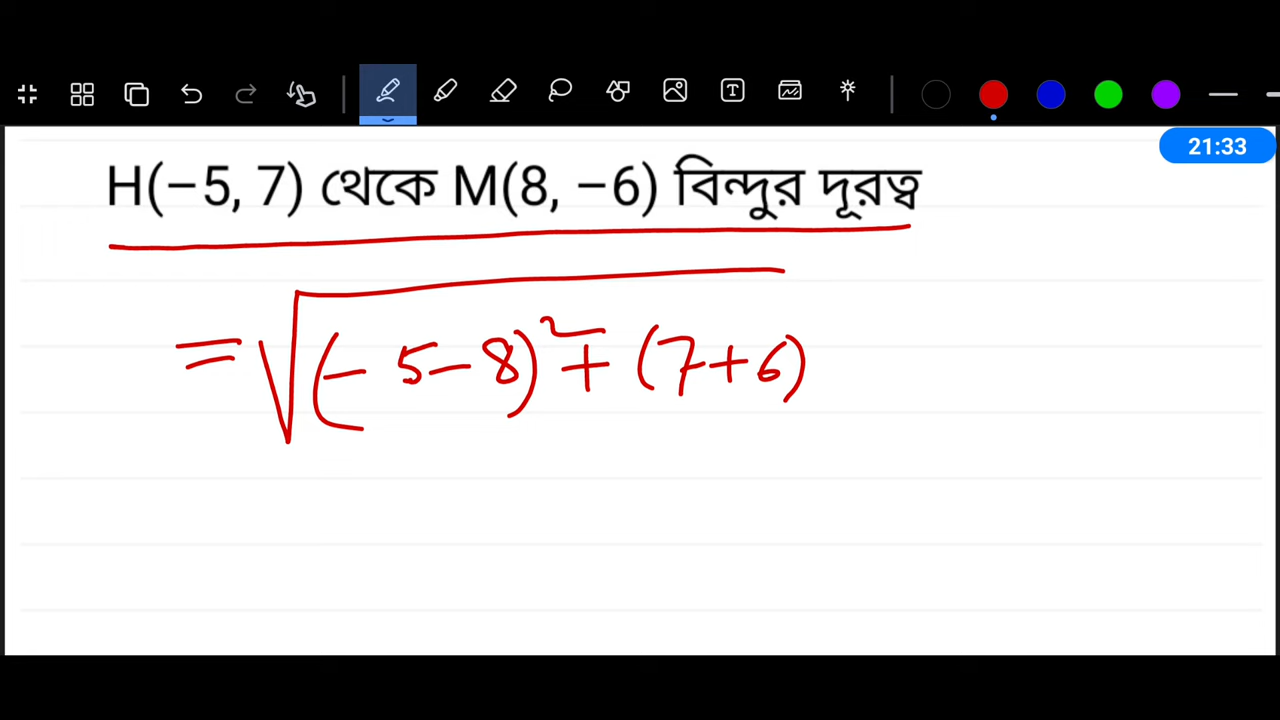 21:33
H(−5, 7) থেকে M(8, −6) বিন্দুর দূরত্ব
= √(− 5 − 8)² + (7 + 6)